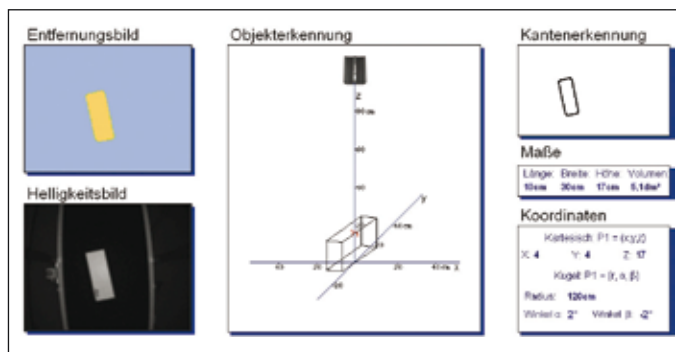 Entfernungsbild
Helligkeitsbild
Objekterkennung
Z
y
Kantenerkennung
Maße
Länge: Breite: Höhe: Volumen:
10cm 30cm 17cm 5,1dm³
Koordinaten
Kartesisch: P1 = (x,y,z)
X: 4 Y: 4 Z: 17
Kugel: P1 = (r, α, β)
Radius: 120cm
Winkel α: 2° Winkel β: -2°